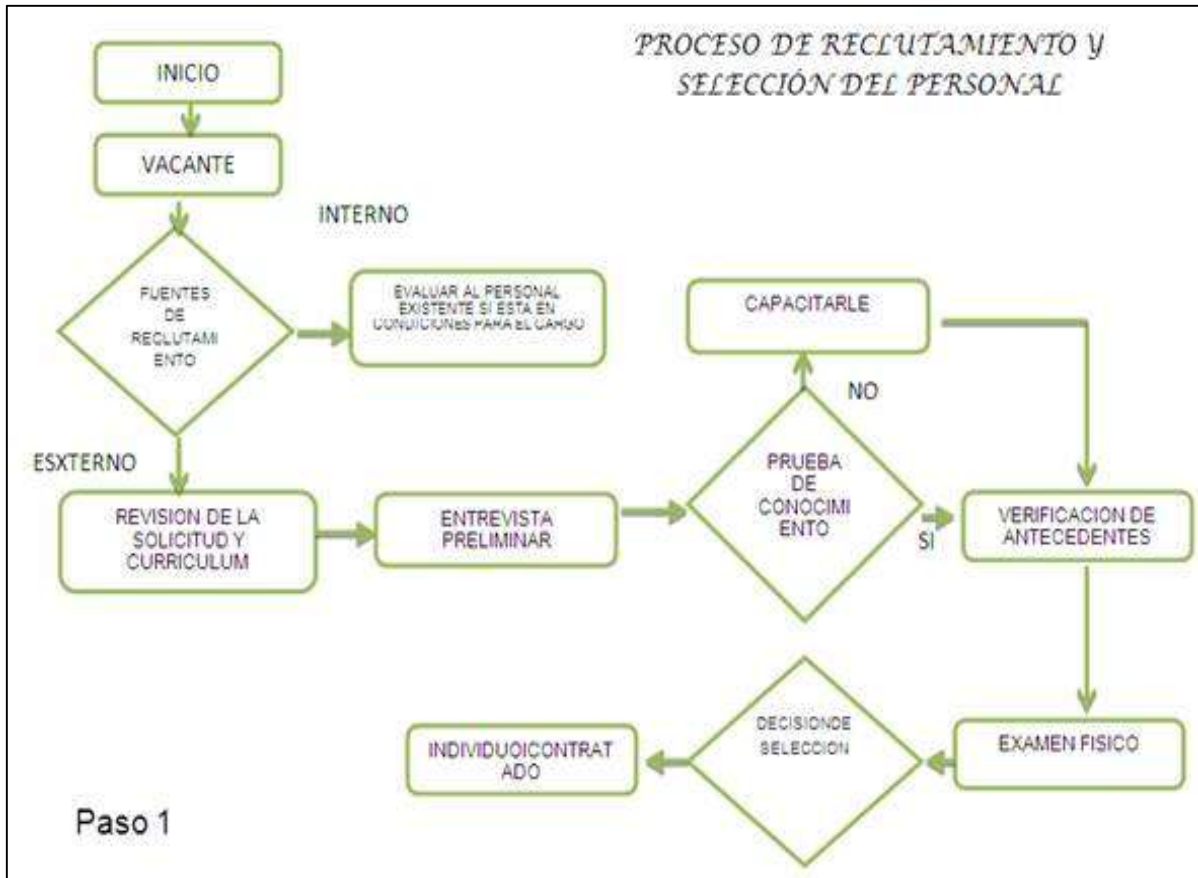 PROCESO DE RECLUTAMIENTO Y
SELECCIÓN DEL PERSONAL
INICIO
VACANTE
INTERNO
FUENTES
DE
RECLUTAMI
ENTO
EVALUAR AL PERSONAL
EXISTENTE SI ESTA EN
CONDICIONES PARA EL CARGO
ESXTERNO
REVISION DE LA
SOLICITUD Y
CURRICULUM
ENTREVISTA
PRELIMINAR
PRUEBA
DE
CONOCIMI
ENTO
NO
CAPACITARLE
SI
VERIFICACION DE
ANTECEDENTES
EXAMEN FISICO
DECISIONDE
SELECCION
INDIVIDUOICONTRAT
ADO
Paso 1